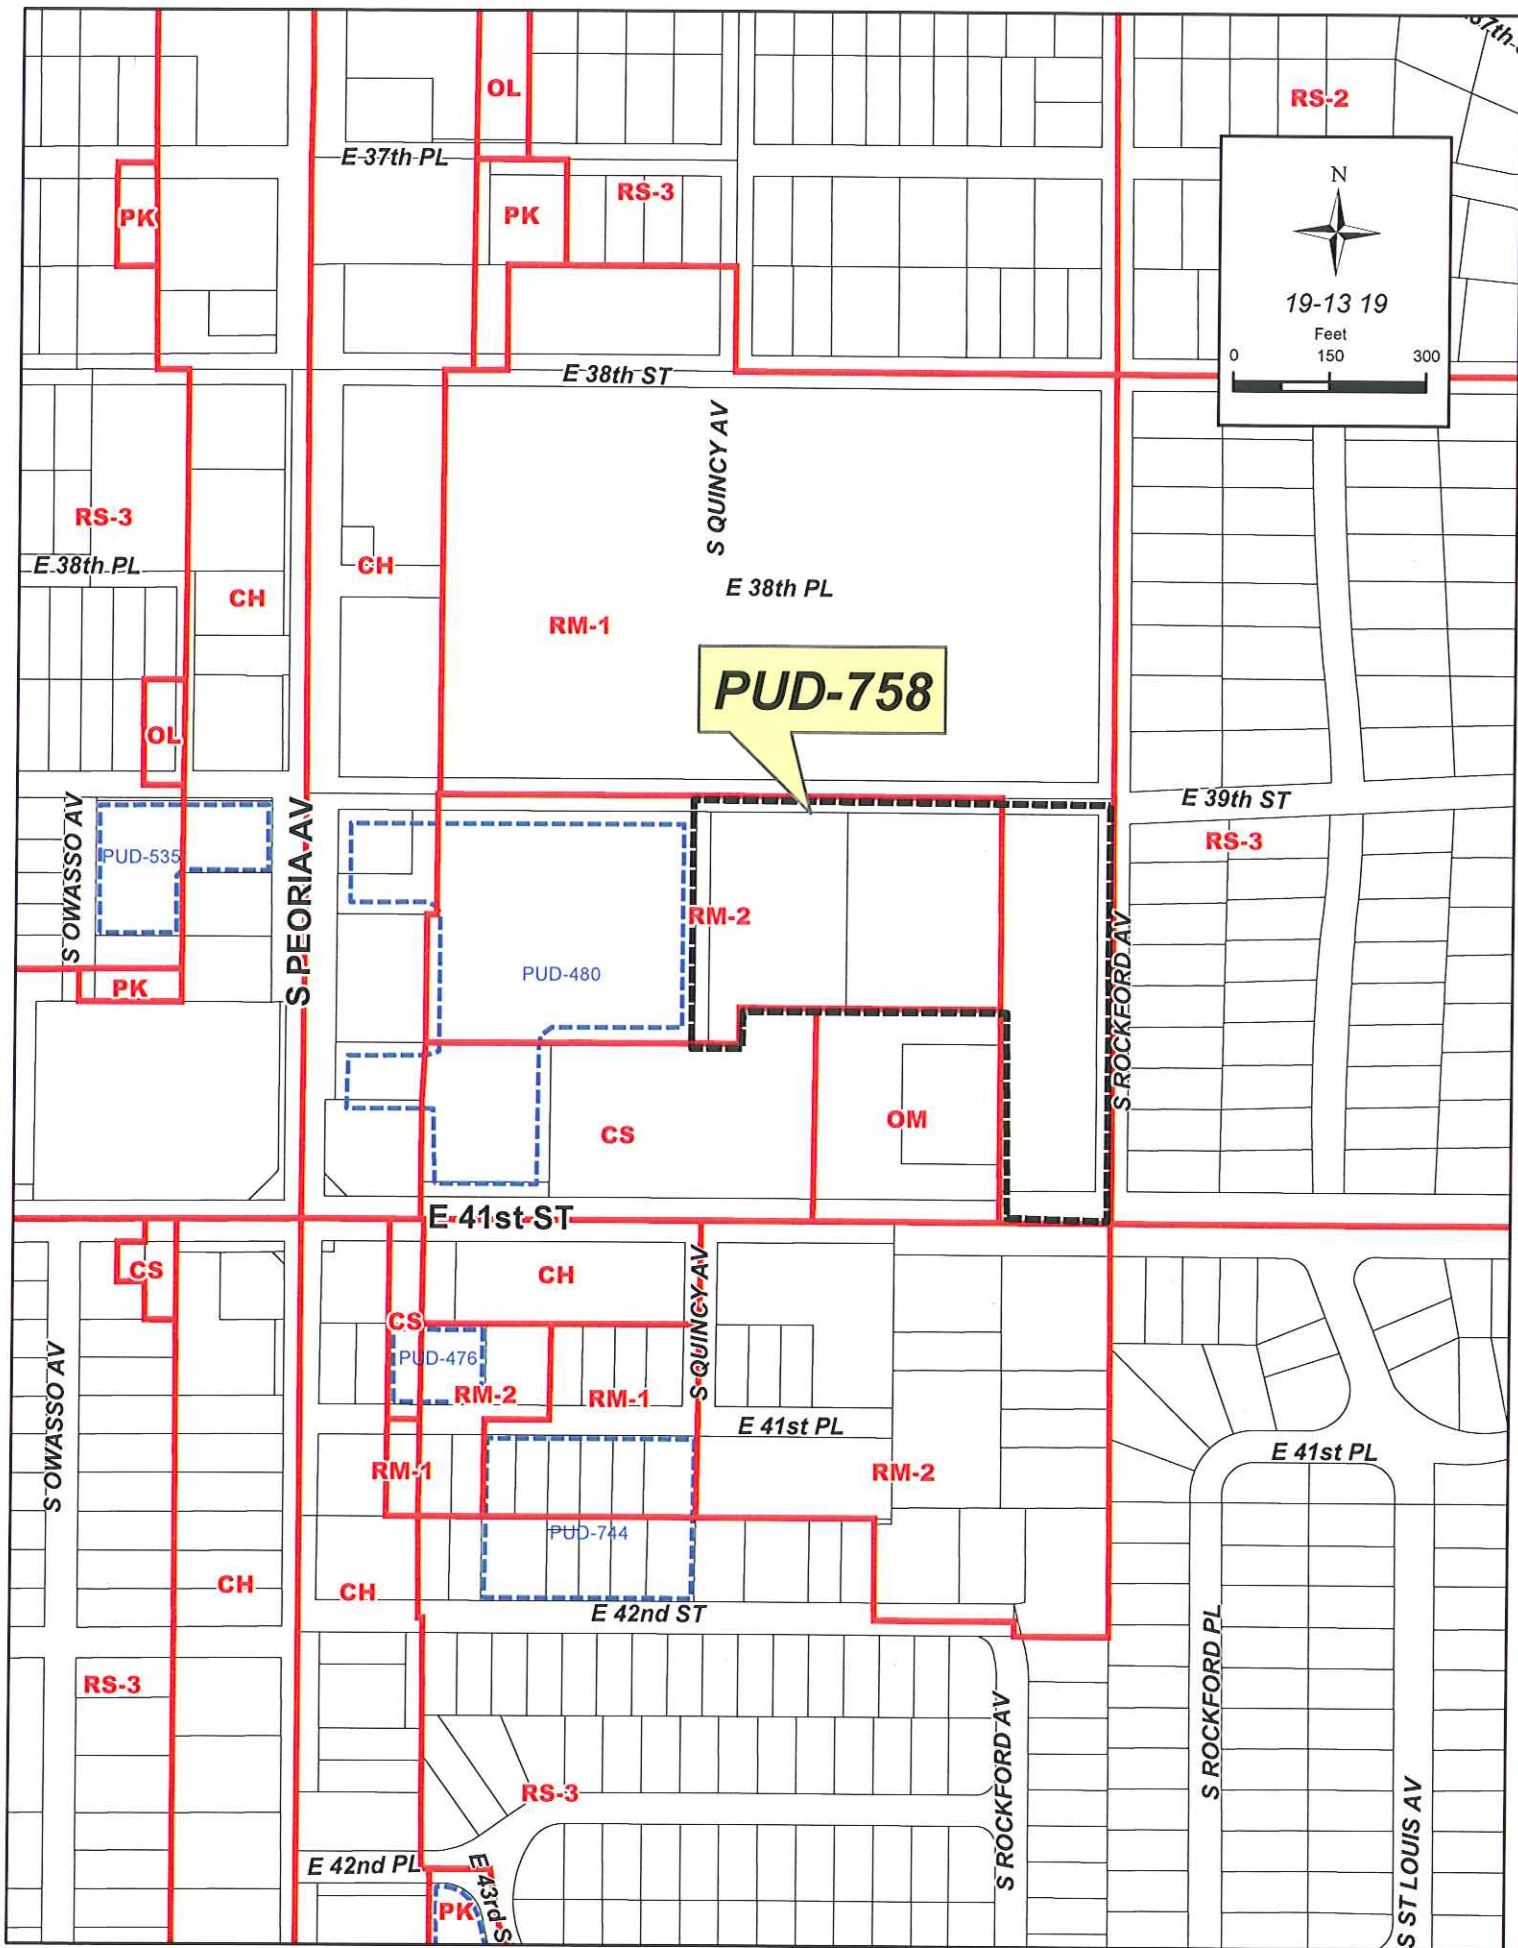 37th
OL
RS-2
E 37th PL
PK
PK
RS-3
N
19-13 19
Feet
0 150 300
E 38th ST
S QUINCY AV
RS-3
E 38th PL
CH
CH
E 38th PL
RM-1
PUD-758
OL
S OWASSO AV
PUD-535
S PEORIA AV
E 39th ST
RS-3
RM-2
PUD-480
PK
S ROCKFORD AV
OM
CS
E 41st ST
CS
CH
S QUINCY AV
CS
PUD-476
RM-2
RM-1
S OWASSO AV
E 41st PL
E 41st PL
RM-1
RM-2
PUD-744
CH
CH
E 42nd ST
S ROCKFORD PL
RS-3
S ROCKFORD AV
RS-3
S ST LOUIS AV
E 42nd PL
E 43rd S
PK